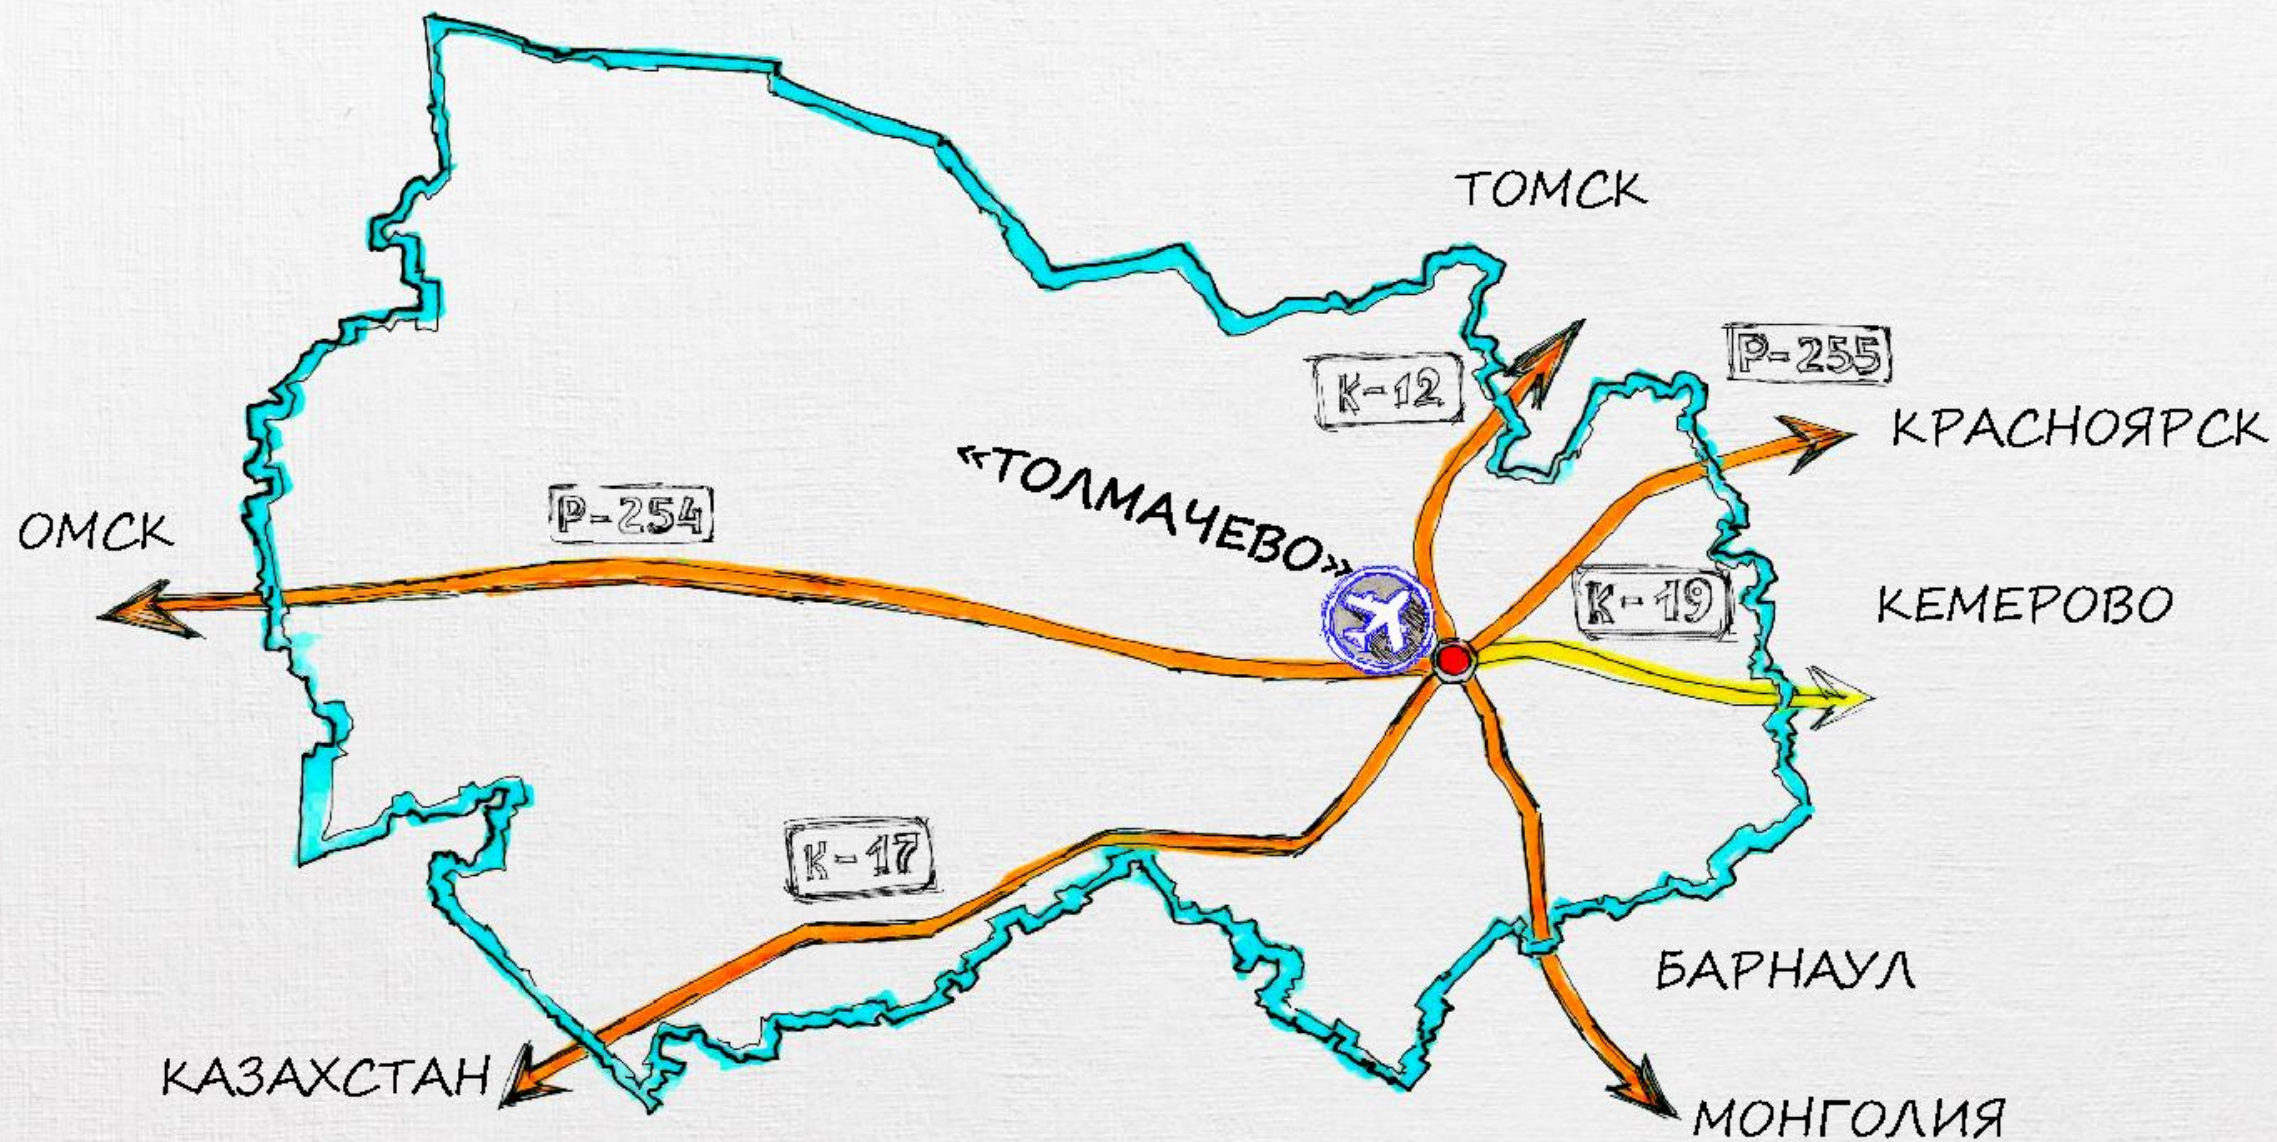 ТОМСК
Р-255
К-12
КРАСНОЯРСК
«ТОЛМАЧЕВО»
Р-254
ОМСК
К-19
КЕМЕРОВО
К-17
БАРНАУЛ
КАЗАХСТАН
МОНГОЛИЯ